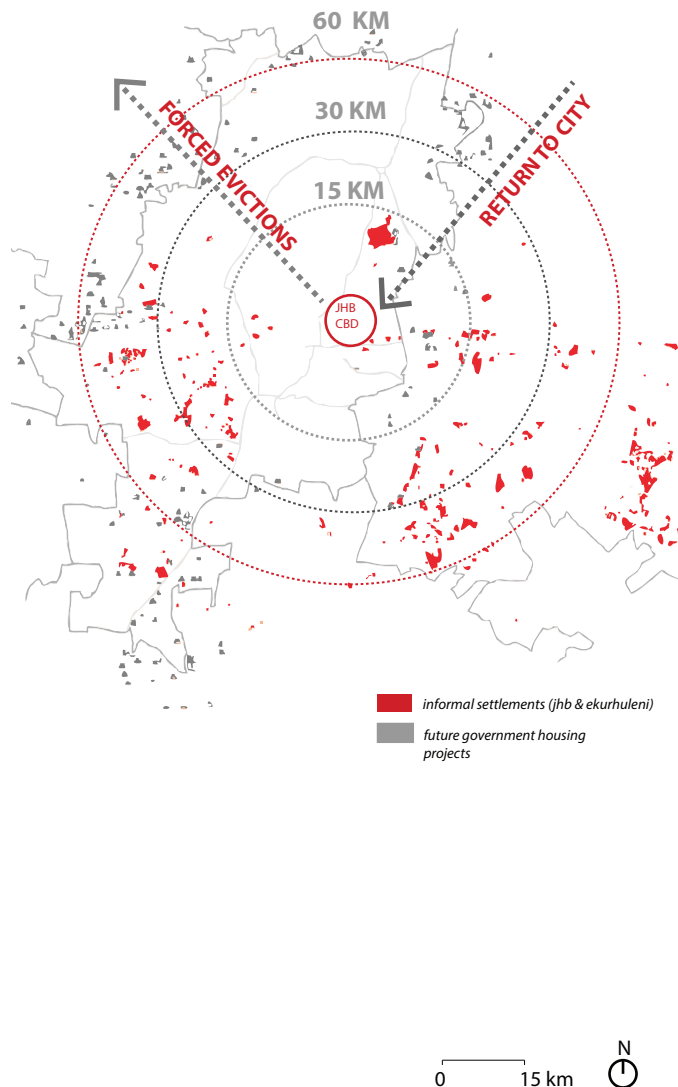 60 KM
30 KM
15 KM
FORCED EVICTIONS
RETURN TO CITY
JHB
CBD
informal settlements (jhb & ekurhuleni)
future government housing
projects
N
0 15 km